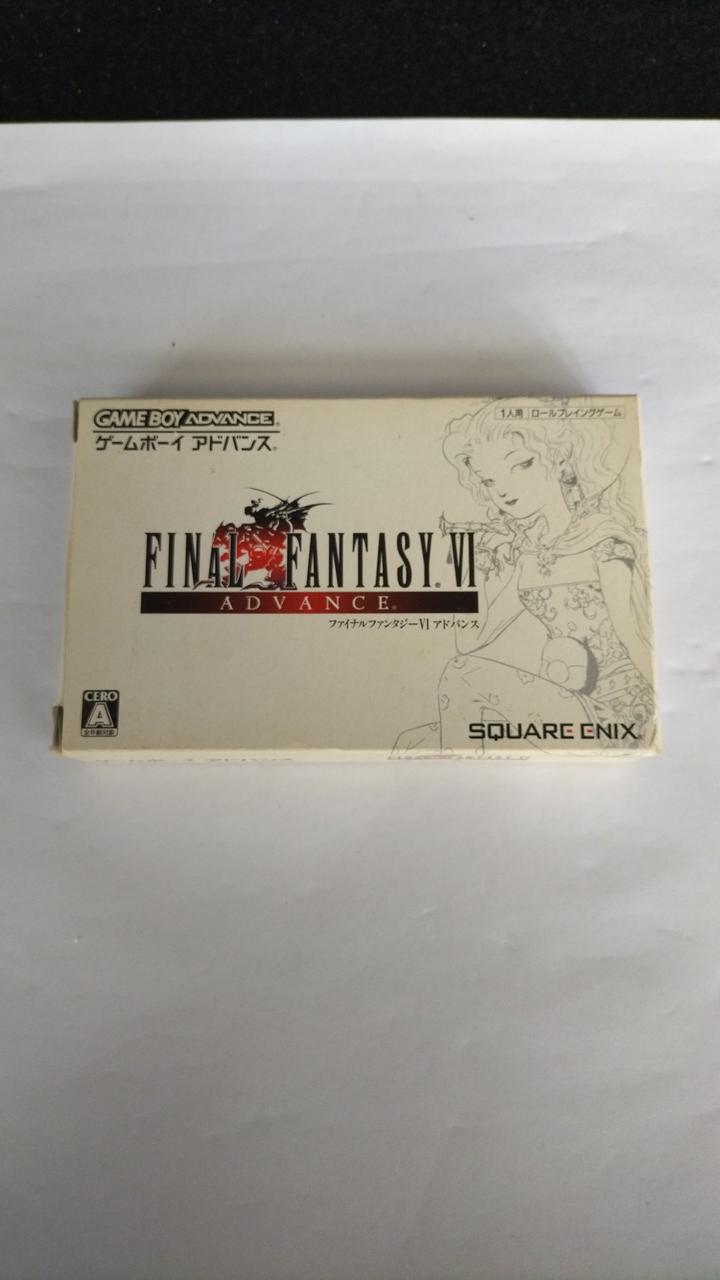 GAME BOY ADVANCE
ゲームボーイ アドバンス
1人用 ロールプレイングゲーム
FINAL FANTASY VI
ADVANCE
ファイナルファンタジーVI アドバンス
CERO
A
全年齢対象
SQUARE ENIX